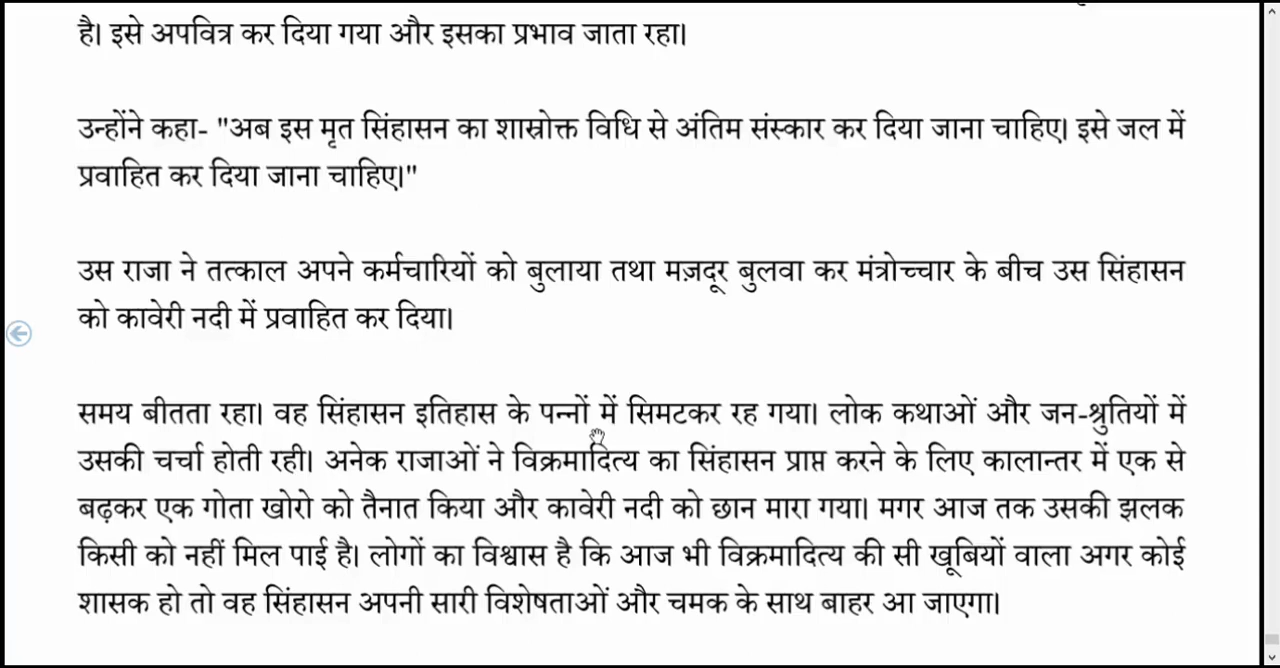 है। इसे अपवित्र कर दिया गया और इसका प्रभाव जाता रहा।
उन्होंने कहा- "अब इस मृत सिंहासन का शास्रोक्त विधि से अंतिम संस्कार कर दिया जाना चाहिए। इसे जल में
प्रवाहित कर दिया जाना चाहिए।"
उस राजा ने तत्काल अपने कर्मचारियों को बुलाया तथा मज़दूर बुलवा कर मंत्रोच्चार के बीच उस सिंहासन
को कावेरी नदी में प्रवाहित कर दिया।
समय बीतता रहा। वह सिंहासन इतिहास के पन्नों में सिमटकर रह गया। लोक कथाओं और जन-श्रुतियों में
उसकी चर्चा होती रही। अनेक राजाओं ने विक्रमादित्य का सिंहासन प्राप्त करने के लिए कालान्तर में एक से
बढ़कर एक गोता खोरो को तैनात किया और कावेरी नदी को छान मारा गया। मगर आज तक उसकी झलक
किसी को नहीं मिल पाई है। लोगों का विश्वास है कि आज भी विक्रमादित्य की सी खूबियों वाला अगर कोई
शासक हो तो वह सिंहासन अपनी सारी विशेषताओं और चमक के साथ बाहर आ जाएगा।